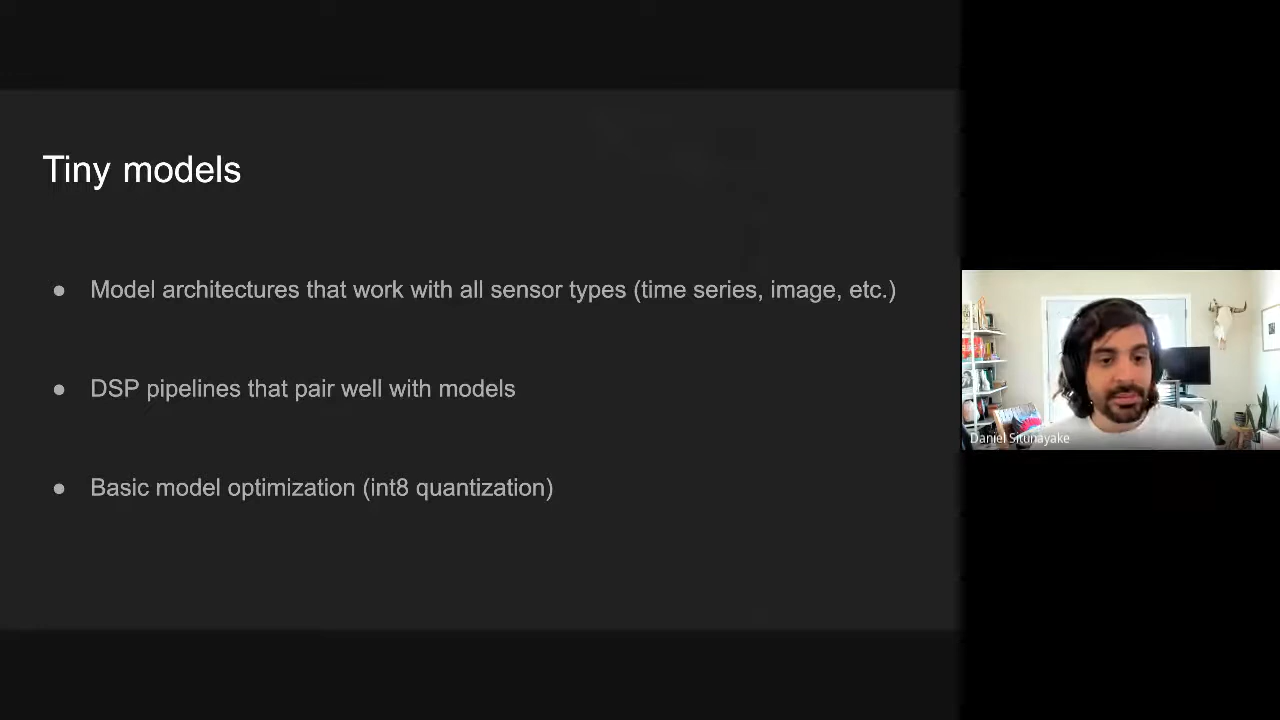 Tiny models
● Model architectures that work with all sensor types (time series, image, etc.)
● DSP pipelines that pair well with models
● Basic model optimization (int8 quantization)
Daniel Situnayake